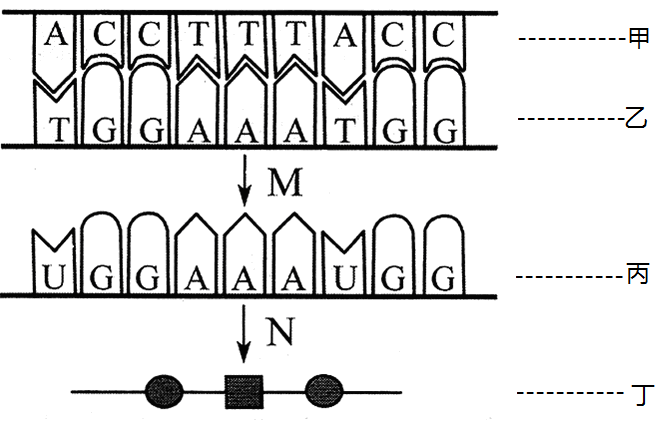 A C C T T T A C C -----------甲
T G G A A A T G G -----------乙
M
U G G A A A U G G -----------丙
N
----------- 丁